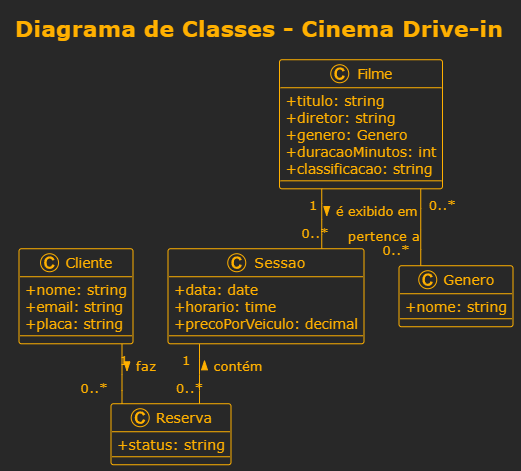 Diagrama de Classes - Cinema Drive-in
C Filme
+titulo: string
+diretor: string
+genero: Genero
+duracaoMinutos: int
+classificacao: string
1
é exibido em
0..*
0..*
pertence a
0..*
C Cliente
+nome: string
+email: string
+placa: string
C Sessao
+data: date
+horario: time
+precoPorVeiculo: decimal
C Genero
+nome: string
1
faz
0..*
1
contém
0..*
C Reserva
+status: string